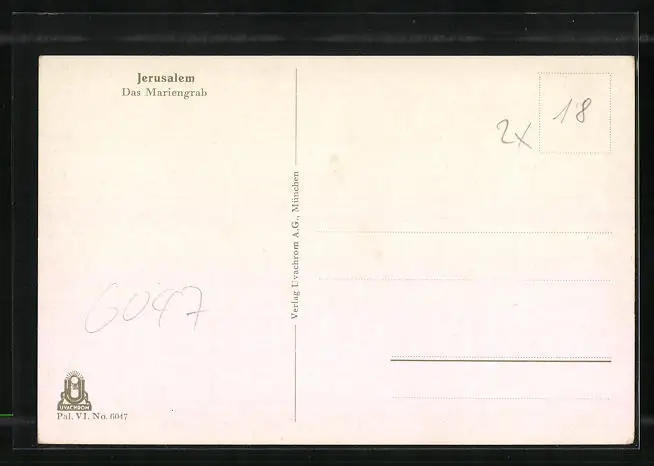 Jerusalem
Das Mariengrab
2x
18
Verlag Uvachrom A.G., München
6047
UVACHROM
Pal. VI. No. 6047